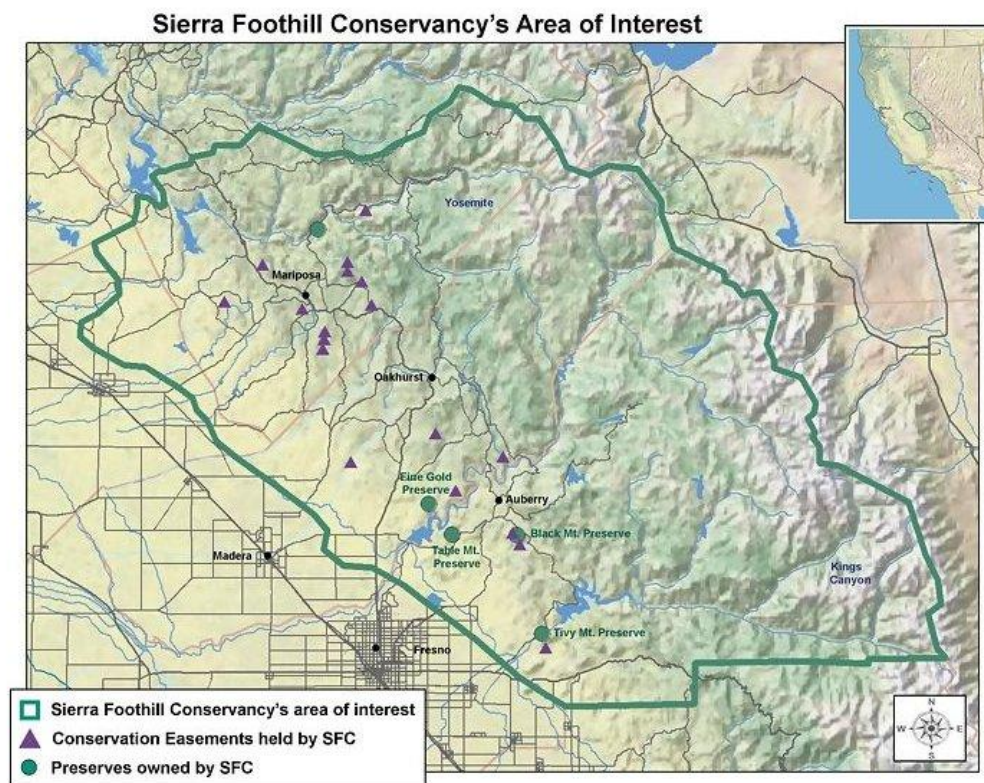 Sierra Foothill Conservancy's Area of Interest
Yosemite
Mariposa
Oakhurst
Fine Gold
Preserve
Auberry
Black Mt. Preserve
Table Mt.
Preserve
Madera
Kings
Canyon
Tivy Mt. Preserve
Fresno
Sierra Foothill Conservancy's area of interest
Conservation Easements held by SFC
Preserves owned by SFC
N
W E
S